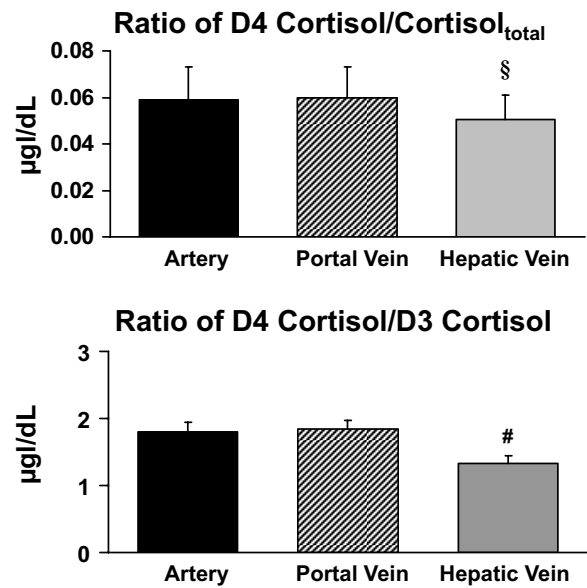 Ratio of D4 Cortisol/Cortisol total
µgl/dL
0.08
0.06
0.04
0.02
0.00
§
Artery Portal Vein Hepatic Vein
Ratio of D4 Cortisol/D3 Cortisol
µgl/dL
3
2
1
0
#
Artery Portal Vein Hepatic Vein